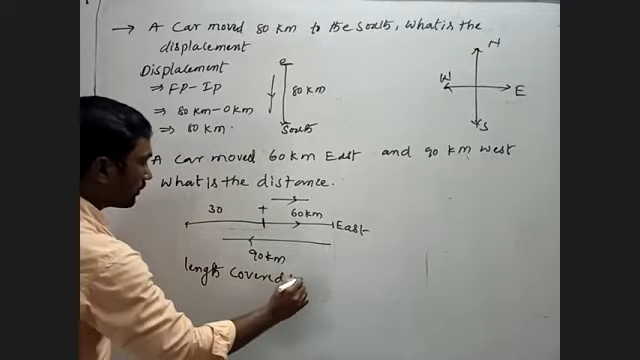 → A Car moved 80 km to the South, What is the
displacement
Displacement
⇒ FP - IP
⇒ 80 km - 0 km
⇒ 80 km.
80 km
South
N
W
E
S
A Car moved 60 km East and 90 km West
What is the distance.
30
+
60km
East
90km
length covered